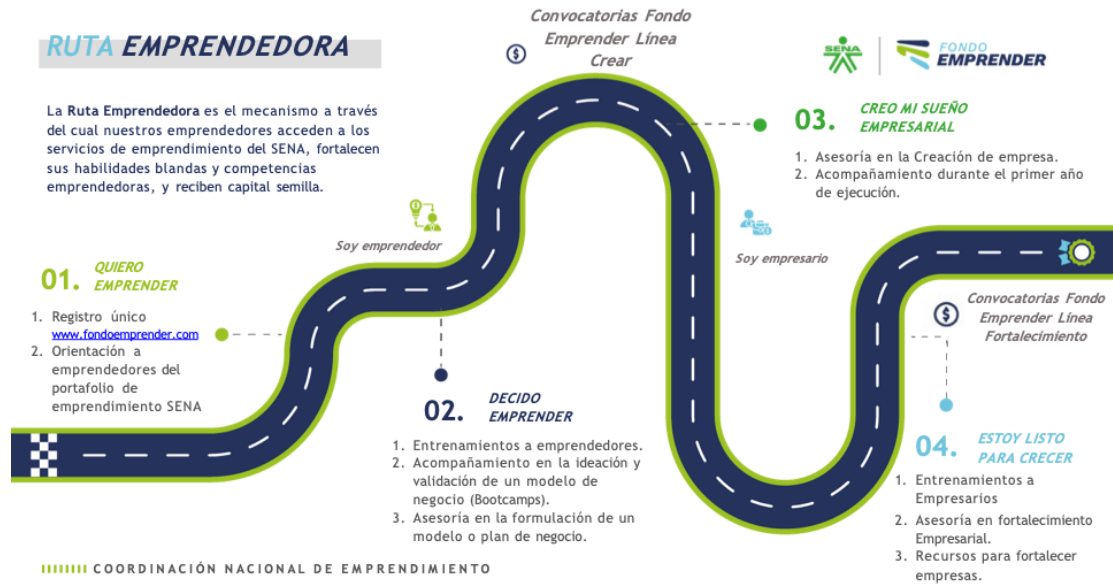 RUTA EMPRENDEDORA
La Ruta Emprendedora es el mecanismo a través
del cual nuestros emprendedores acceden a los
servicios de emprendimiento del SENA, fortalecen
sus habilidades blandas y competencias
emprendedoras, y reciben capital semilla.
Convocatorias Fondo
Emprender Línea
Crear
SENA
FONDO
EMPRENDER
01. QUIERO
EMPRENDER
1. Registro único
www.fondoemprender.com
2. Orientación a
emprendedores del
portafolio de
emprendimiento SENA
Soy emprendedor
02. DECIDO
EMPRENDER
1. Entrenamientos a emprendedores.
2. Acompañamiento en la ideación y
validación de un modelo de
negocio (Bootcamps).
3. Asesoría en la formulación de un
modelo o plan de negocio.
03. CREO MI SUEÑO
EMPRESARIAL
1. Asesoría en la Creación de empresa.
2. Acompañamiento durante el primer año
de ejecución.
Soy empresario
Convocatorias Fondo
Emprender Línea
Fortalecimiento
04. ESTOY LISTO
PARA CRECER
1. Entrenamientos a
Empresarios
2. Asesoría en fortalecimiento
Empresarial.
3. Recursos para fortalecer
empresas.
COORDINACIÓN NACIONAL DE EMPRENDIMIENTO